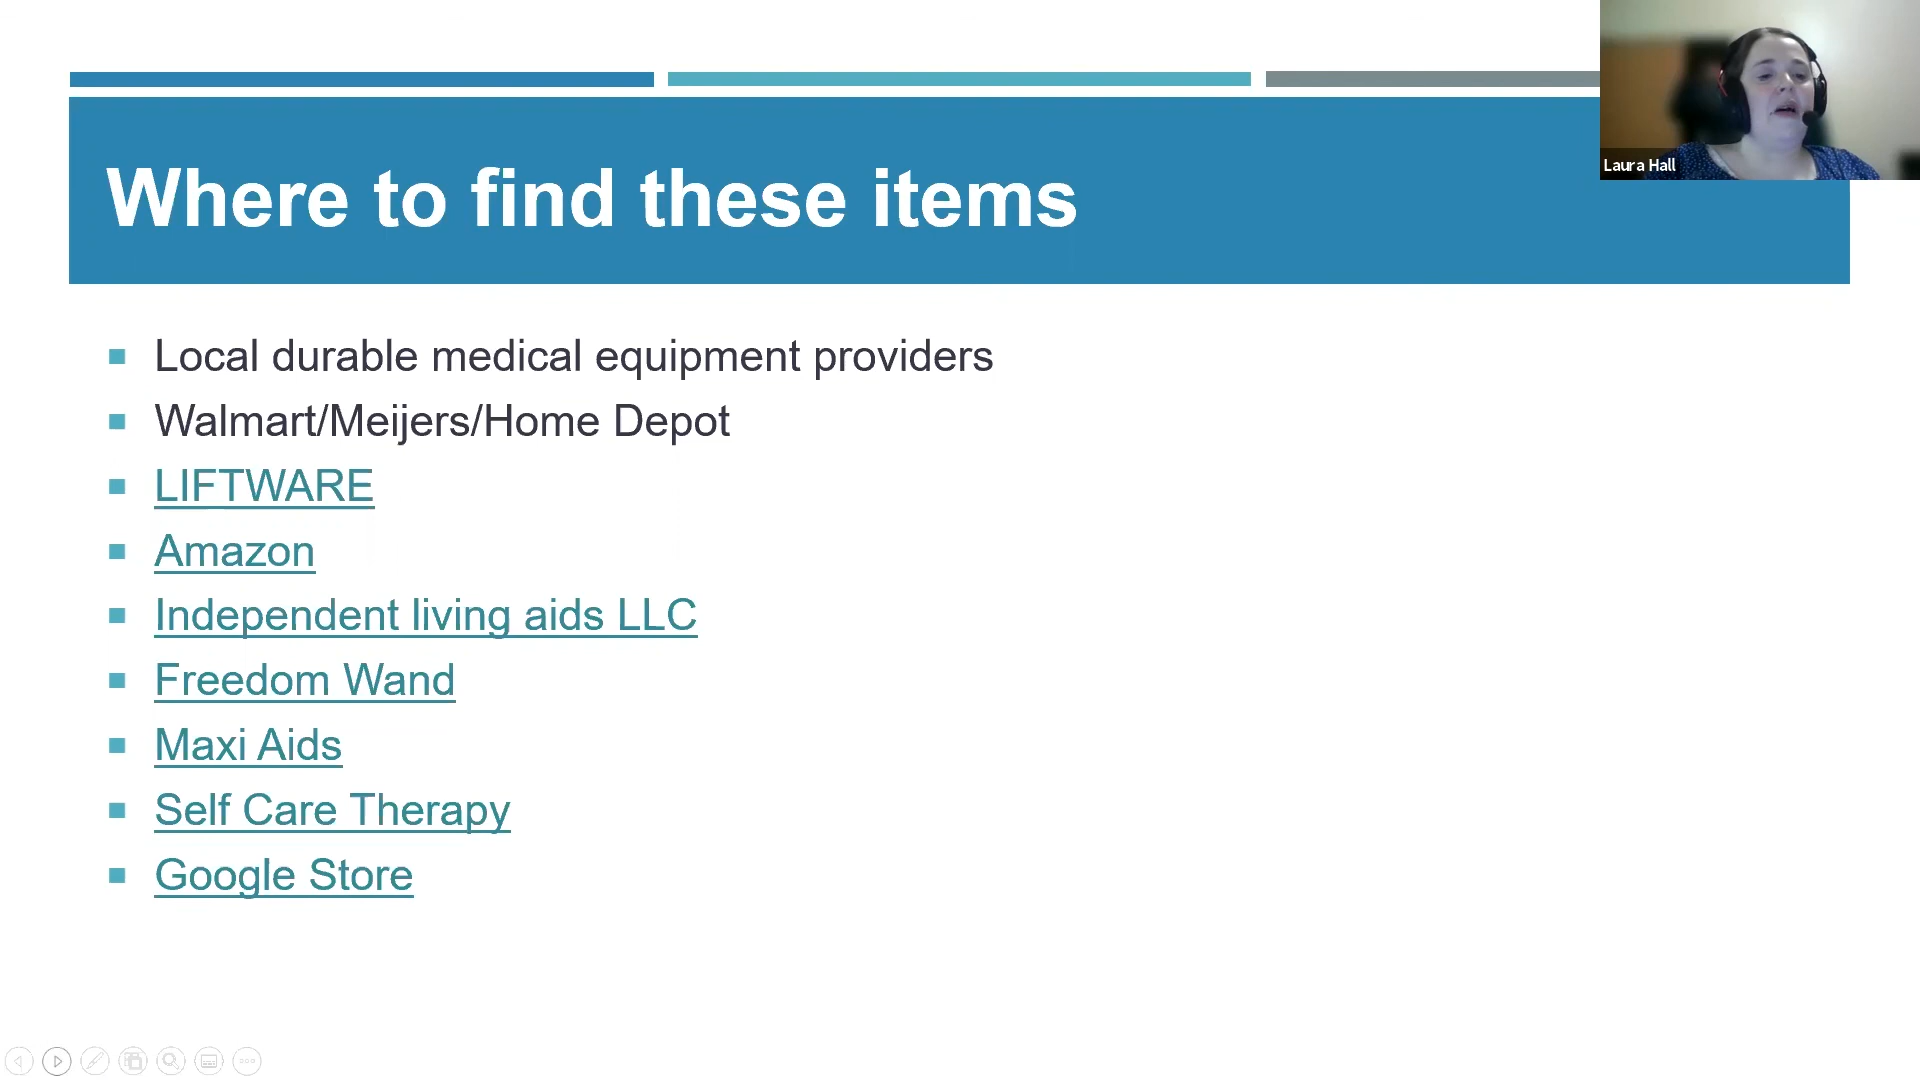 Laura Hall
Where to find these items
Local durable medical equipment providers
Walmart/Meijers/Home Depot
LIFTWARE
Amazon
Independent living aids LLC
Freedom Wand
Maxi Aids
Self Care Therapy
Google Store